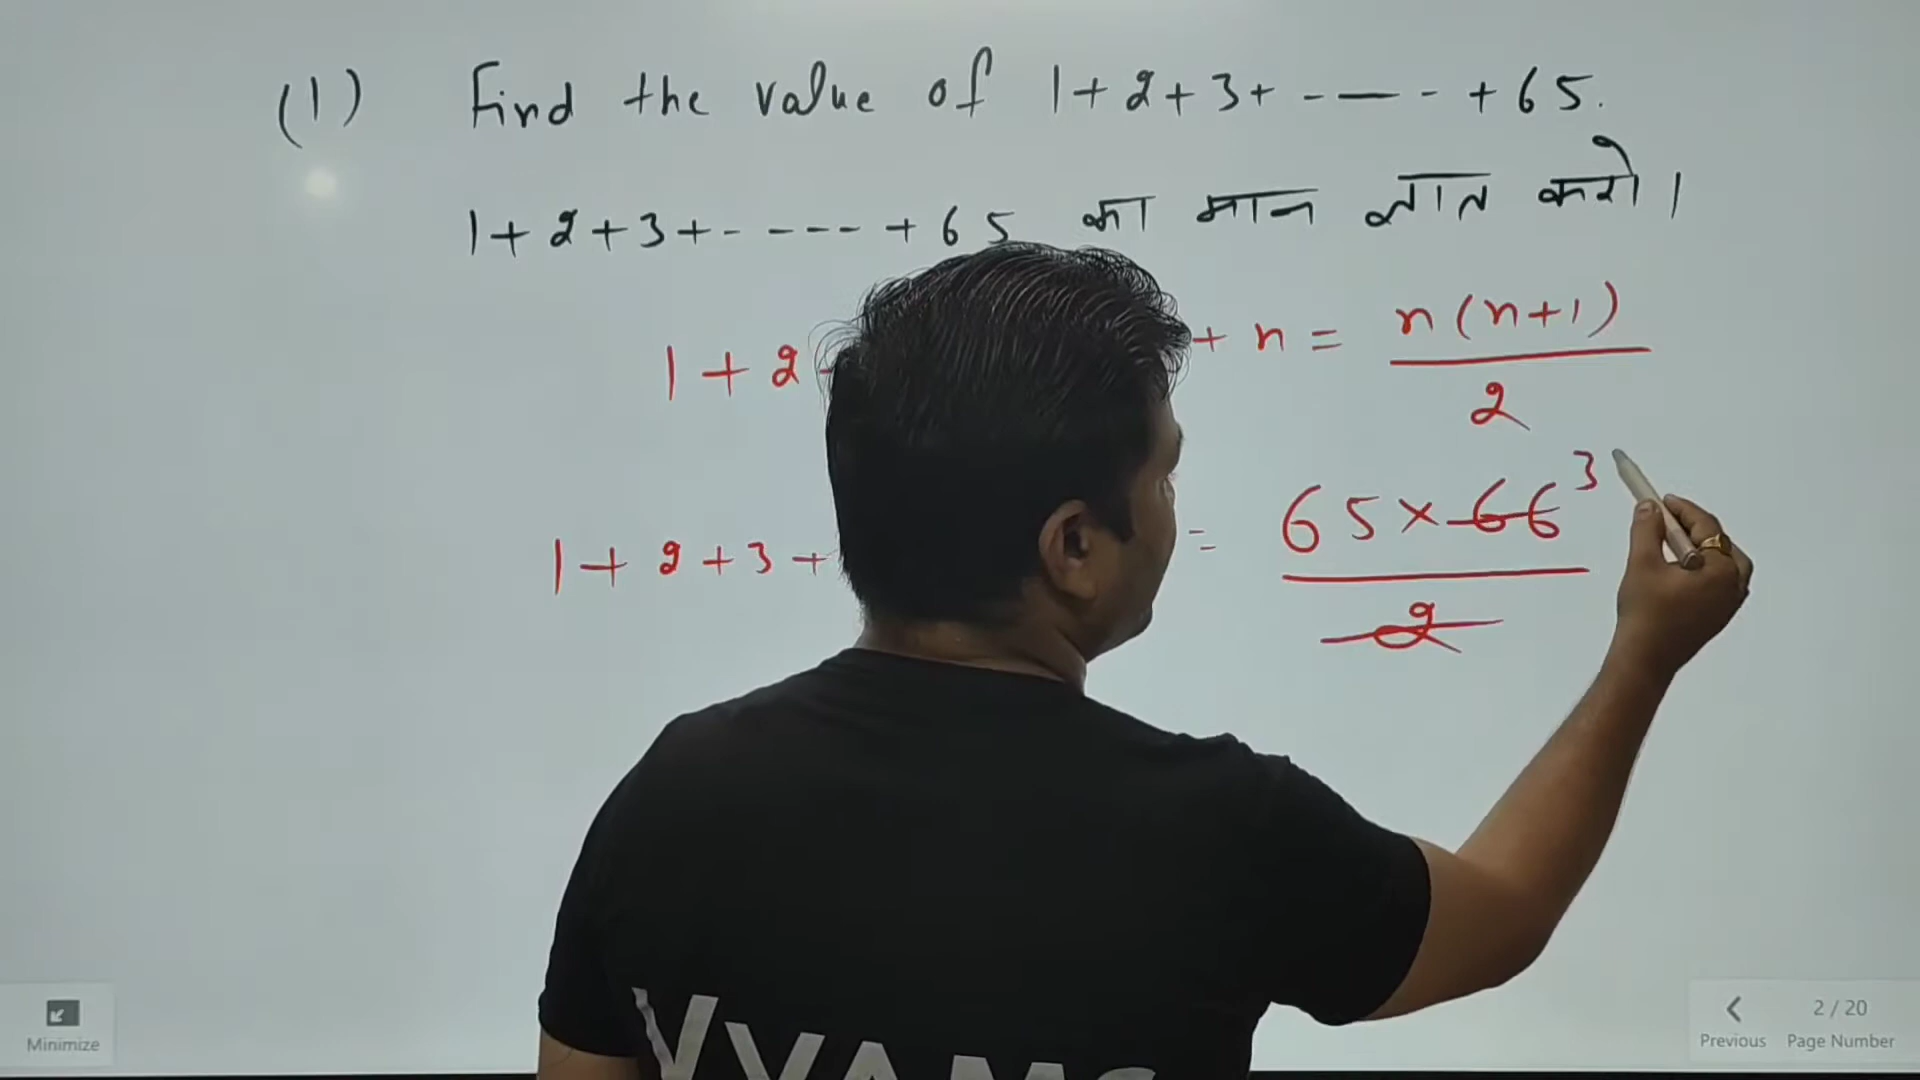 (1) Find the value of 1+2+3+-----+65.
1+2+3+-----+65 का मान ज्ञात करो।
1+2+ + n = n(n+1)/2
1+2+3+ = 65×66 3/2
Minimize
Previous
2 / 20
Page Number